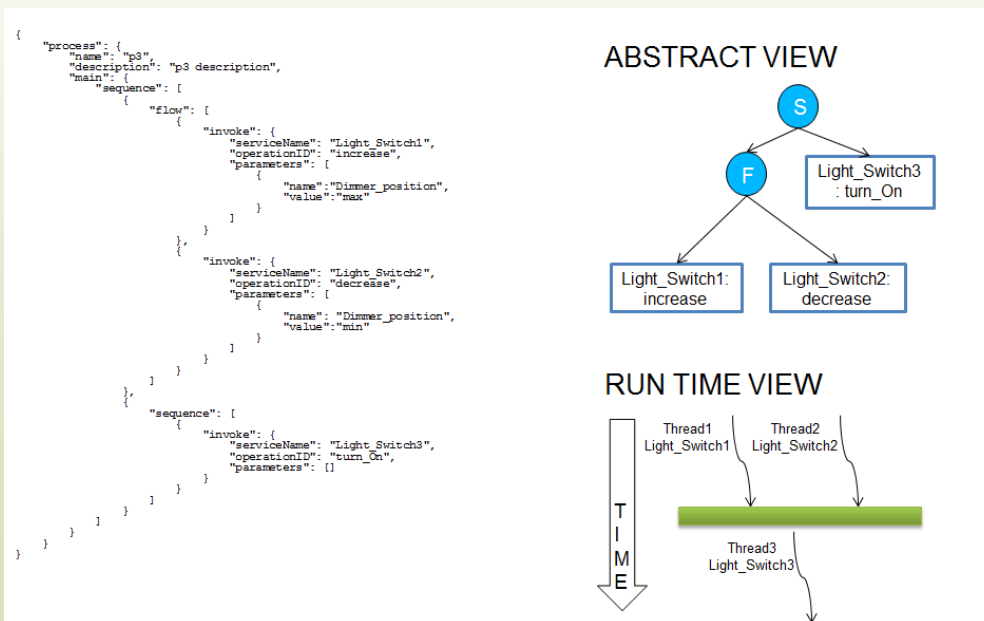 {
"process": {
"name": "p3",
"description": "p3 description",
"main": {
"sequence": [
{
"flow": [
{
"invoke": {
"serviceName": "Light_Switch1",
"operationID": "increase",
"parameters": [
{
"name":"Dimmer_position",
"value":"max"
}
]
}
},
{
"invoke": {
"serviceName": "Light_Switch2",
"operationID": "decrease",
"parameters": [
{
"name": "Dimmer_position",
"value":"min"
}
]
}
}
]
},
{
"sequence": [
{
"invoke": {
"serviceName": "Light_Switch3",
"operationID": "turn_On",
"parameters": []
}
}
]
}
]
}
}
}
ABSTRACT VIEW
S
F
Light_Switch3
: turn_On
Light_Switch1:
increase
Light_Switch2:
decrease
RUN TIME VIEW
Thread1
Light_Switch1
Thread2
Light_Switch2
T
I
M
E
Thread3
Light_Switch3